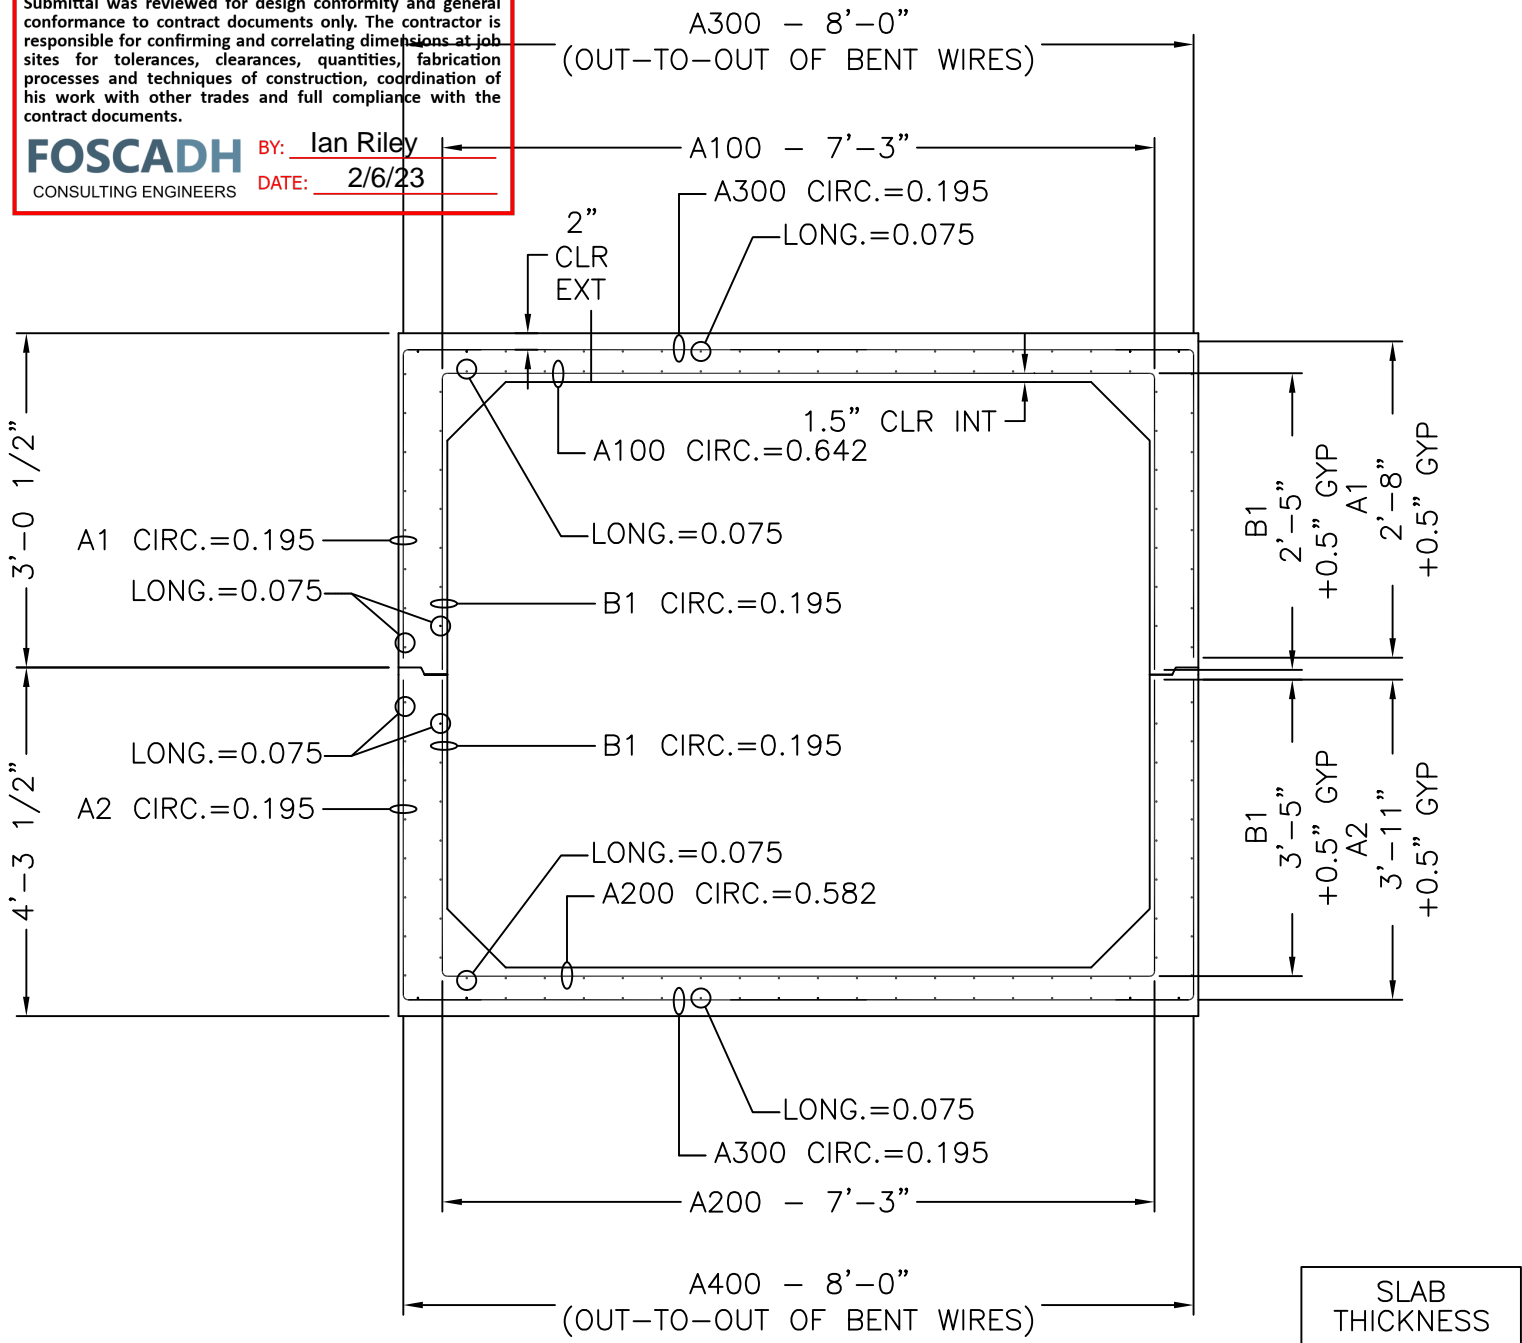 Submittal was reviewed for design conformity and general
conformance to contract documents only. The contractor is
responsible for confirming and correlating dimensions at job
sites for tolerances, clearances, quantities, fabrication
processes and techniques of construction, coordination of
his work with other trades and full compliance with the
contract documents.
FOSCADH
CONSULTING ENGINEERS
BY: Ian Riley
DATE: 2/6/23
A300 - 8'-0"
(OUT-TO-OUT OF BENT WIRES)
A100 - 7'-3"
A300 CIRC.=0.195
LONG.=0.075
2"
CLR
EXT
1.5" CLR INT
A100 CIRC.=0.642
LONG.=0.075
3'-0 1/2"
A1 CIRC.=0.195
LONG.=0.075
B1 CIRC.=0.195
B1
2'-5"
+0.5" GYP
A1
2'-8"
+0.5" GYP
4'-3 1/2"
LONG.=0.075
B1 CIRC.=0.195
A2 CIRC.=0.195
LONG.=0.075
A200 CIRC.=0.582
B1
3'-5"
+0.5" GYP
A2
3'-11"
+0.5" GYP
LONG.=0.075
A300 CIRC.=0.195
A200 - 7'-3"
A400 - 8'-0"
(OUT-TO-OUT OF BENT WIRES)
SLAB
THICKNESS